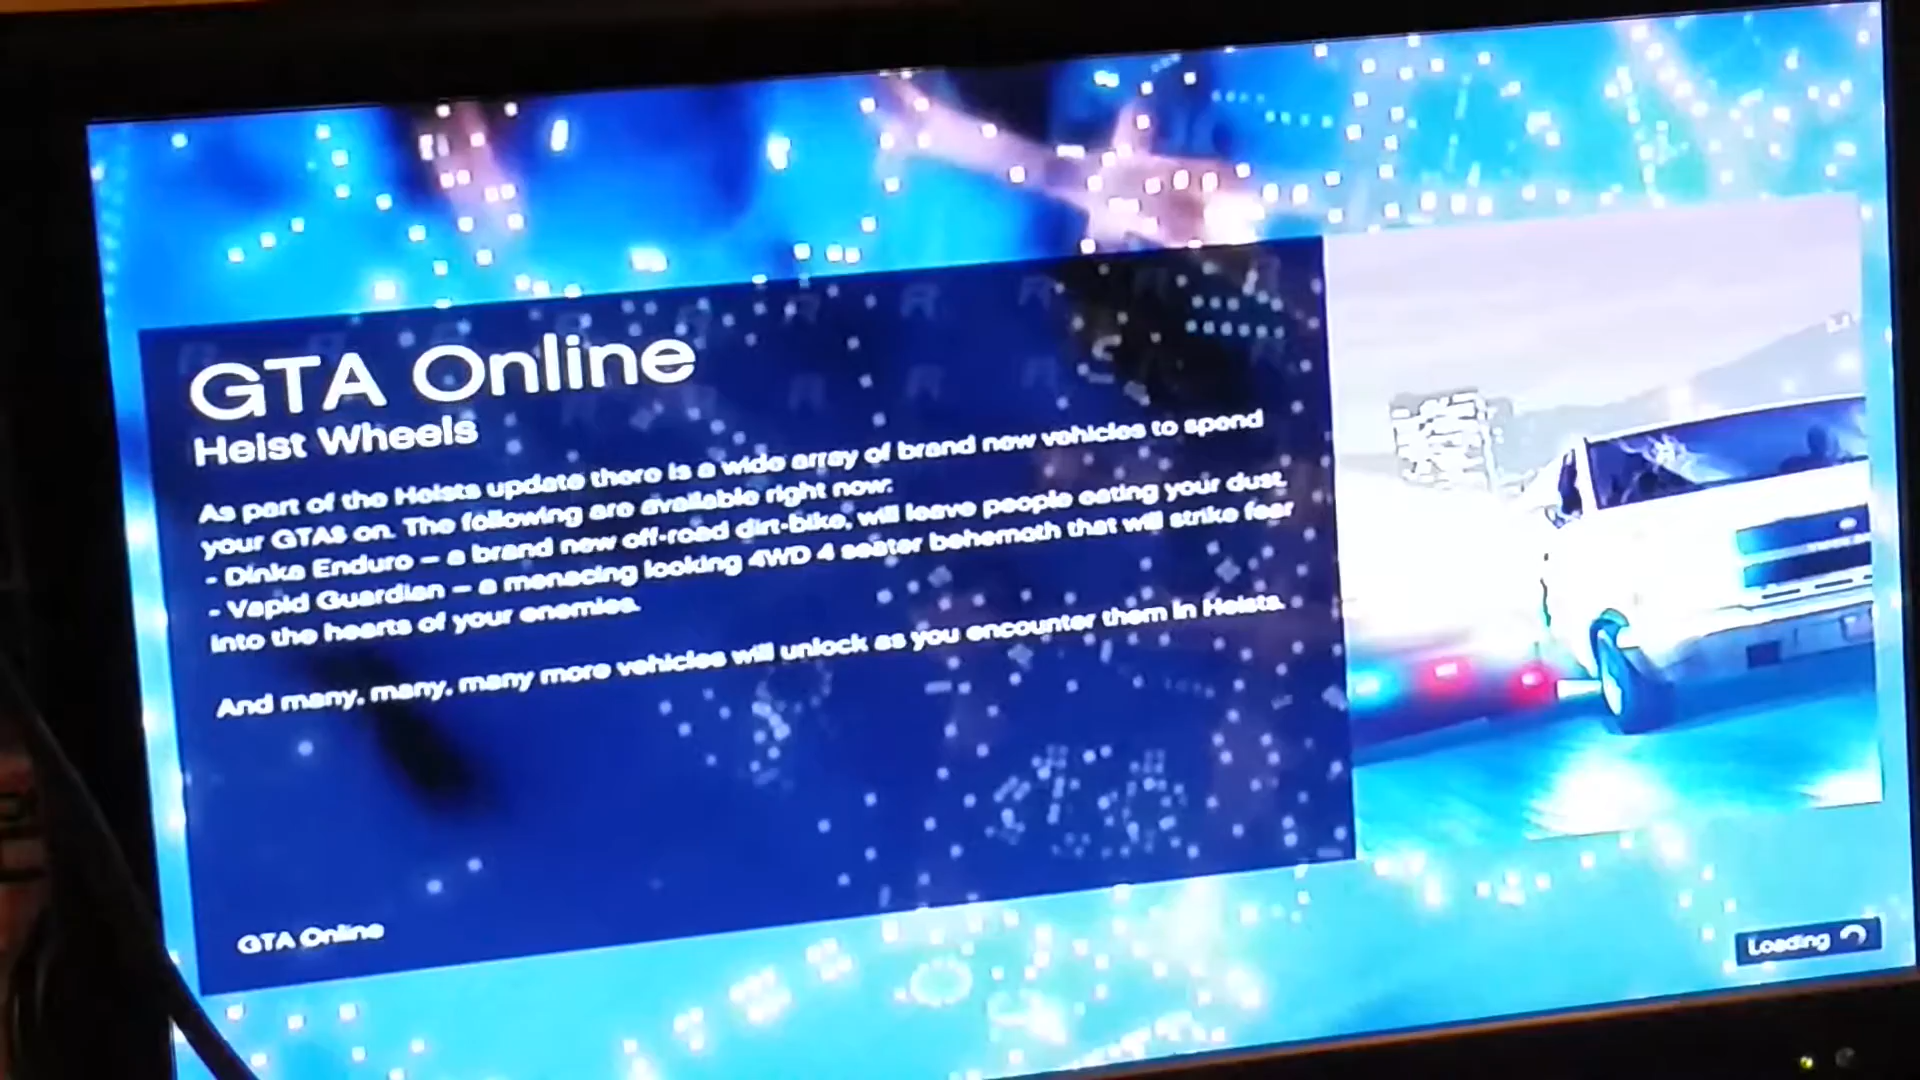 GTA Online
Heist Wheels
As part of the Heists update there is a wide array of brand new vehicles to spend
your GTA$ on. The following are available right now:
- Dinka Enduro – a brand new off-road dirt-bike, will leave people eating your dust.
- Vapid Guardian – a menacing looking 4WD 4 seater behemoth that will strike fear
into the hearts of your enemies.
And many, many, many more vehicles will unlock as you encounter them in Heists.
GTA Online
Loading